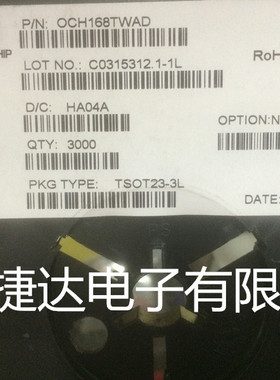 P/N: OCH168TWAD
HIP
LOT NO.: C0315312.1-1L
RoH
D/C: HA04A
OPTION:N
QTY: 3000
PKG TYPE: TSOT23-3L
DATE:
捷达电子有限